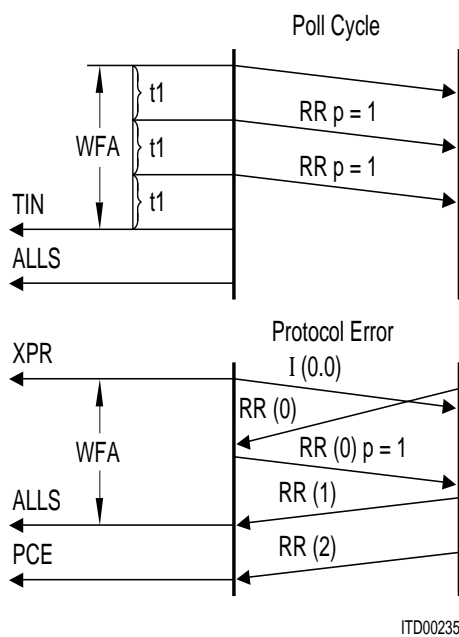 Poll Cycle
t1
RR p = 1
WFA
t1
RR p = 1
t1
TIN
ALLS
Protocol Error
XPR
I (0.0)
RR (0)
WFA
RR (0) p = 1
ALLS
RR (1)
PCE
RR (2)
ITD00235